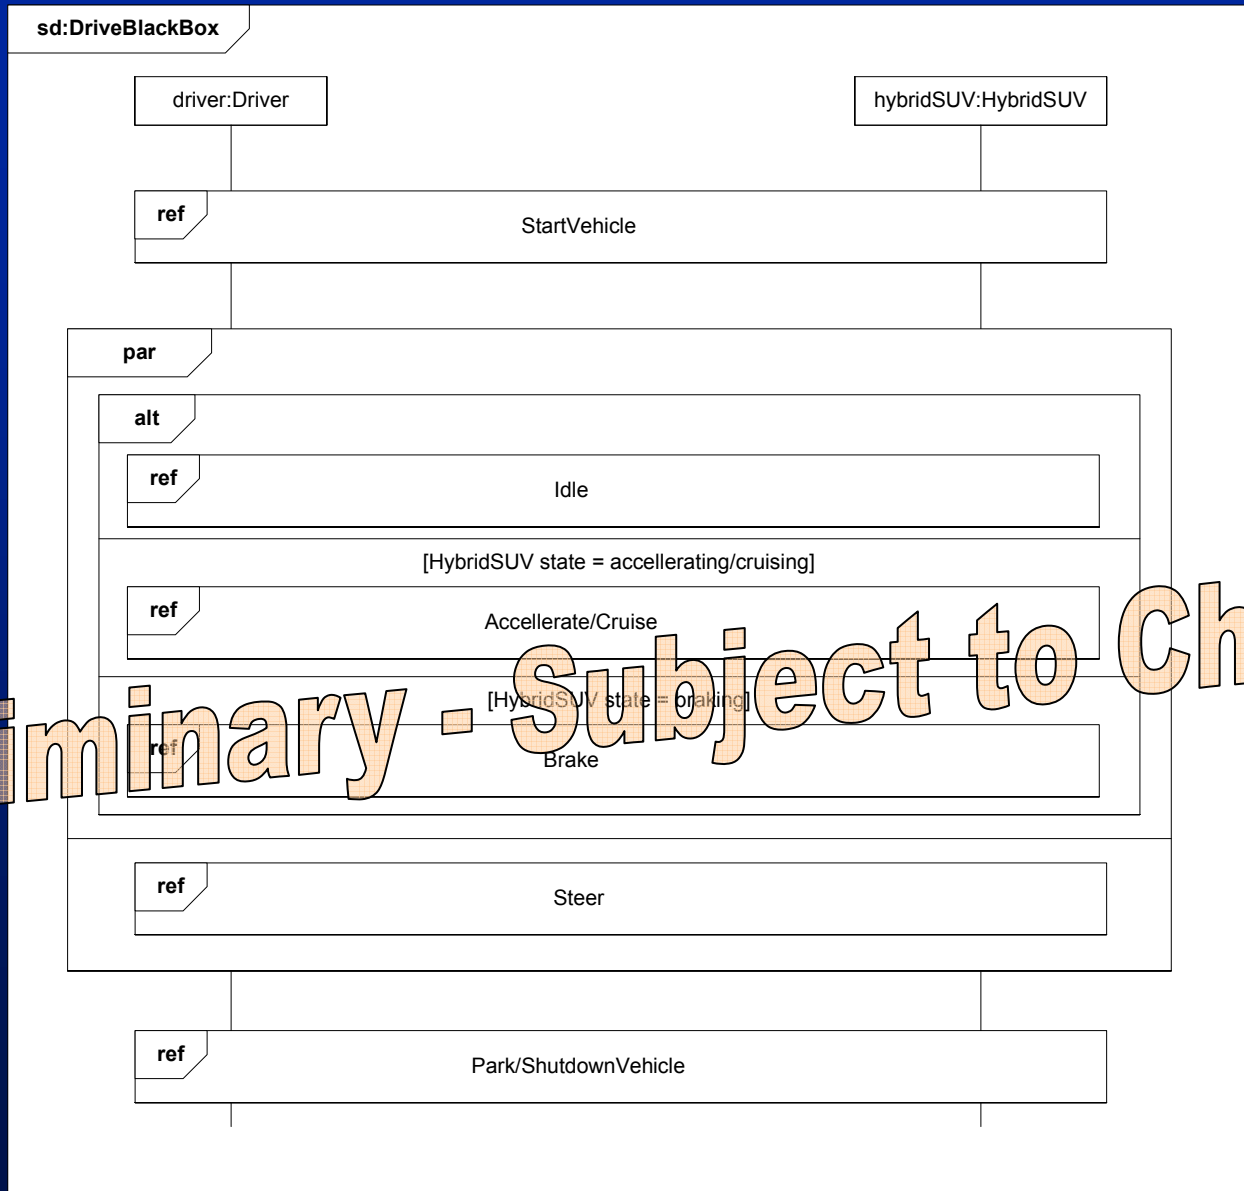 sd:DriveBlackBox
driver:Driver
hybridSUV:HybridSUV
ref
StartVehicle
par
alt
ref
Idle
[HybridSUV state = accellerating/cruising]
ref
Accellerate/Cruise
[HybridSUV state = braking]
ref
Brake
iminary - Subject to Ch
ref
Steer
ref
Park/ShutdownVehicle